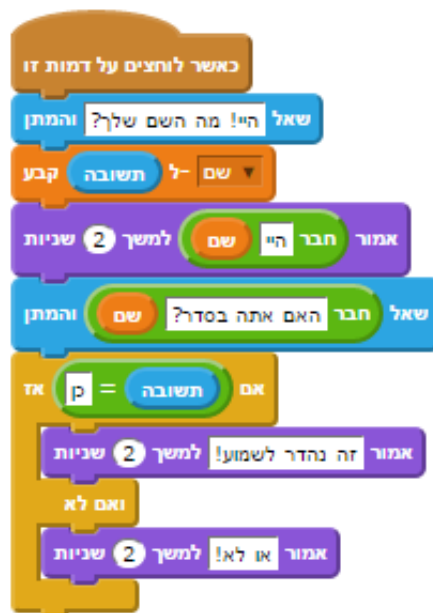 כאשר לוחצים על דמות זו
שאל היי! מה השם שלך? והמתן
שם ל- תשובה קבע
אמור חבר היי שם למשך 2 שניות
שאל חבר האם אתה בסדר? שם והמתן
אם תשובה = כן אז
אמור זה נהדר לשמוע! למשך 2 שניות
ואם לא
אמור או לא! למשך 2 שניות